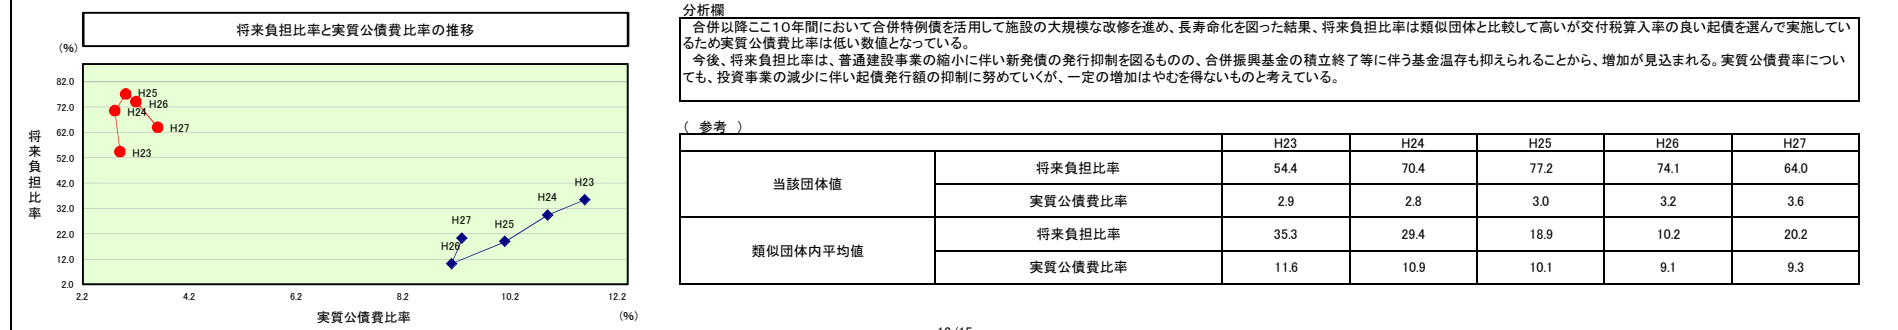 将来負担比率と実質公債費比率の推移
(%)
82.0
72.0
62.0
52.0
42.0
32.0
22.0
12.0
2.0
将来負担比率
H25
H26
H24
H27
H23
H23
H24
H27
H25
H26
2.2 4.2 6.2 8.2 10.2 12.2
実質公債費比率
(%)
分析欄
合併以降ここ10年間において合併特例債を活用して施設の大規模な改修を進め、長寿命化を図った結果、将来負担比率は類似団体と比較して高いが交付税算入率の良い起債を選んで実施してい
るため実質公債費比率は低い数値となっている。
今後、将来負担比率は、普通建設事業の縮小に伴い新発債の発行抑制を図るものの、合併振興基金の積立終了等に伴う基金温存も抑えられることから、増加が見込まれる。実質公債費率につい
ても、投資事業の減少に伴い起債発行額の抑制に努めていくが、一定の増加はやむを得ないものと考えている。
( 参考 )
H23 H24 H25 H26 H27
当該団体値
将来負担比率 54.4 70.4 77.2 74.1 64.0
実質公債費比率 2.9 2.8 3.0 3.2 3.6
類似団体内平均値
将来負担比率 35.3 29.4 18.9 10.2 20.2
実質公債費比率 11.6 10.9 10.1 9.1 9.3